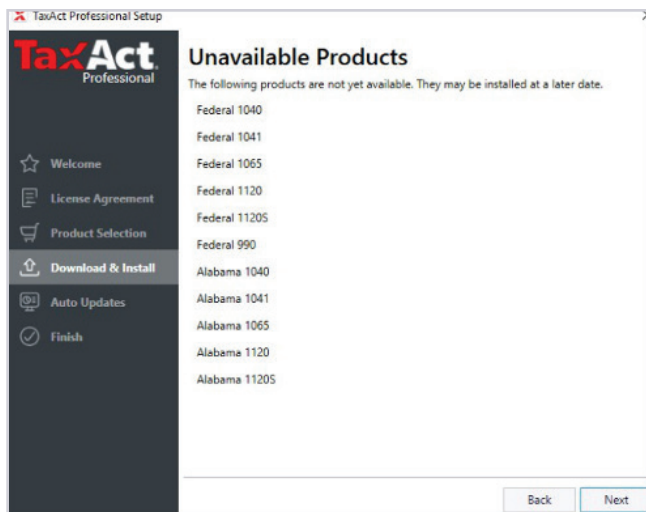 TaxAct Professional Setup
TaxAct
Professional
Welcome
License Agreement
Product Selection
Download & Install
Auto Updates
Finish
Unavailable Products
The following products are not yet available. They may be installed at a later date.
Federal 1040
Federal 1041
Federal 1065
Federal 1120
Federal 1120S
Federal 990
Alabama 1040
Alabama 1041
Alabama 1065
Alabama 1120
Alabama 1120S
Back
Next